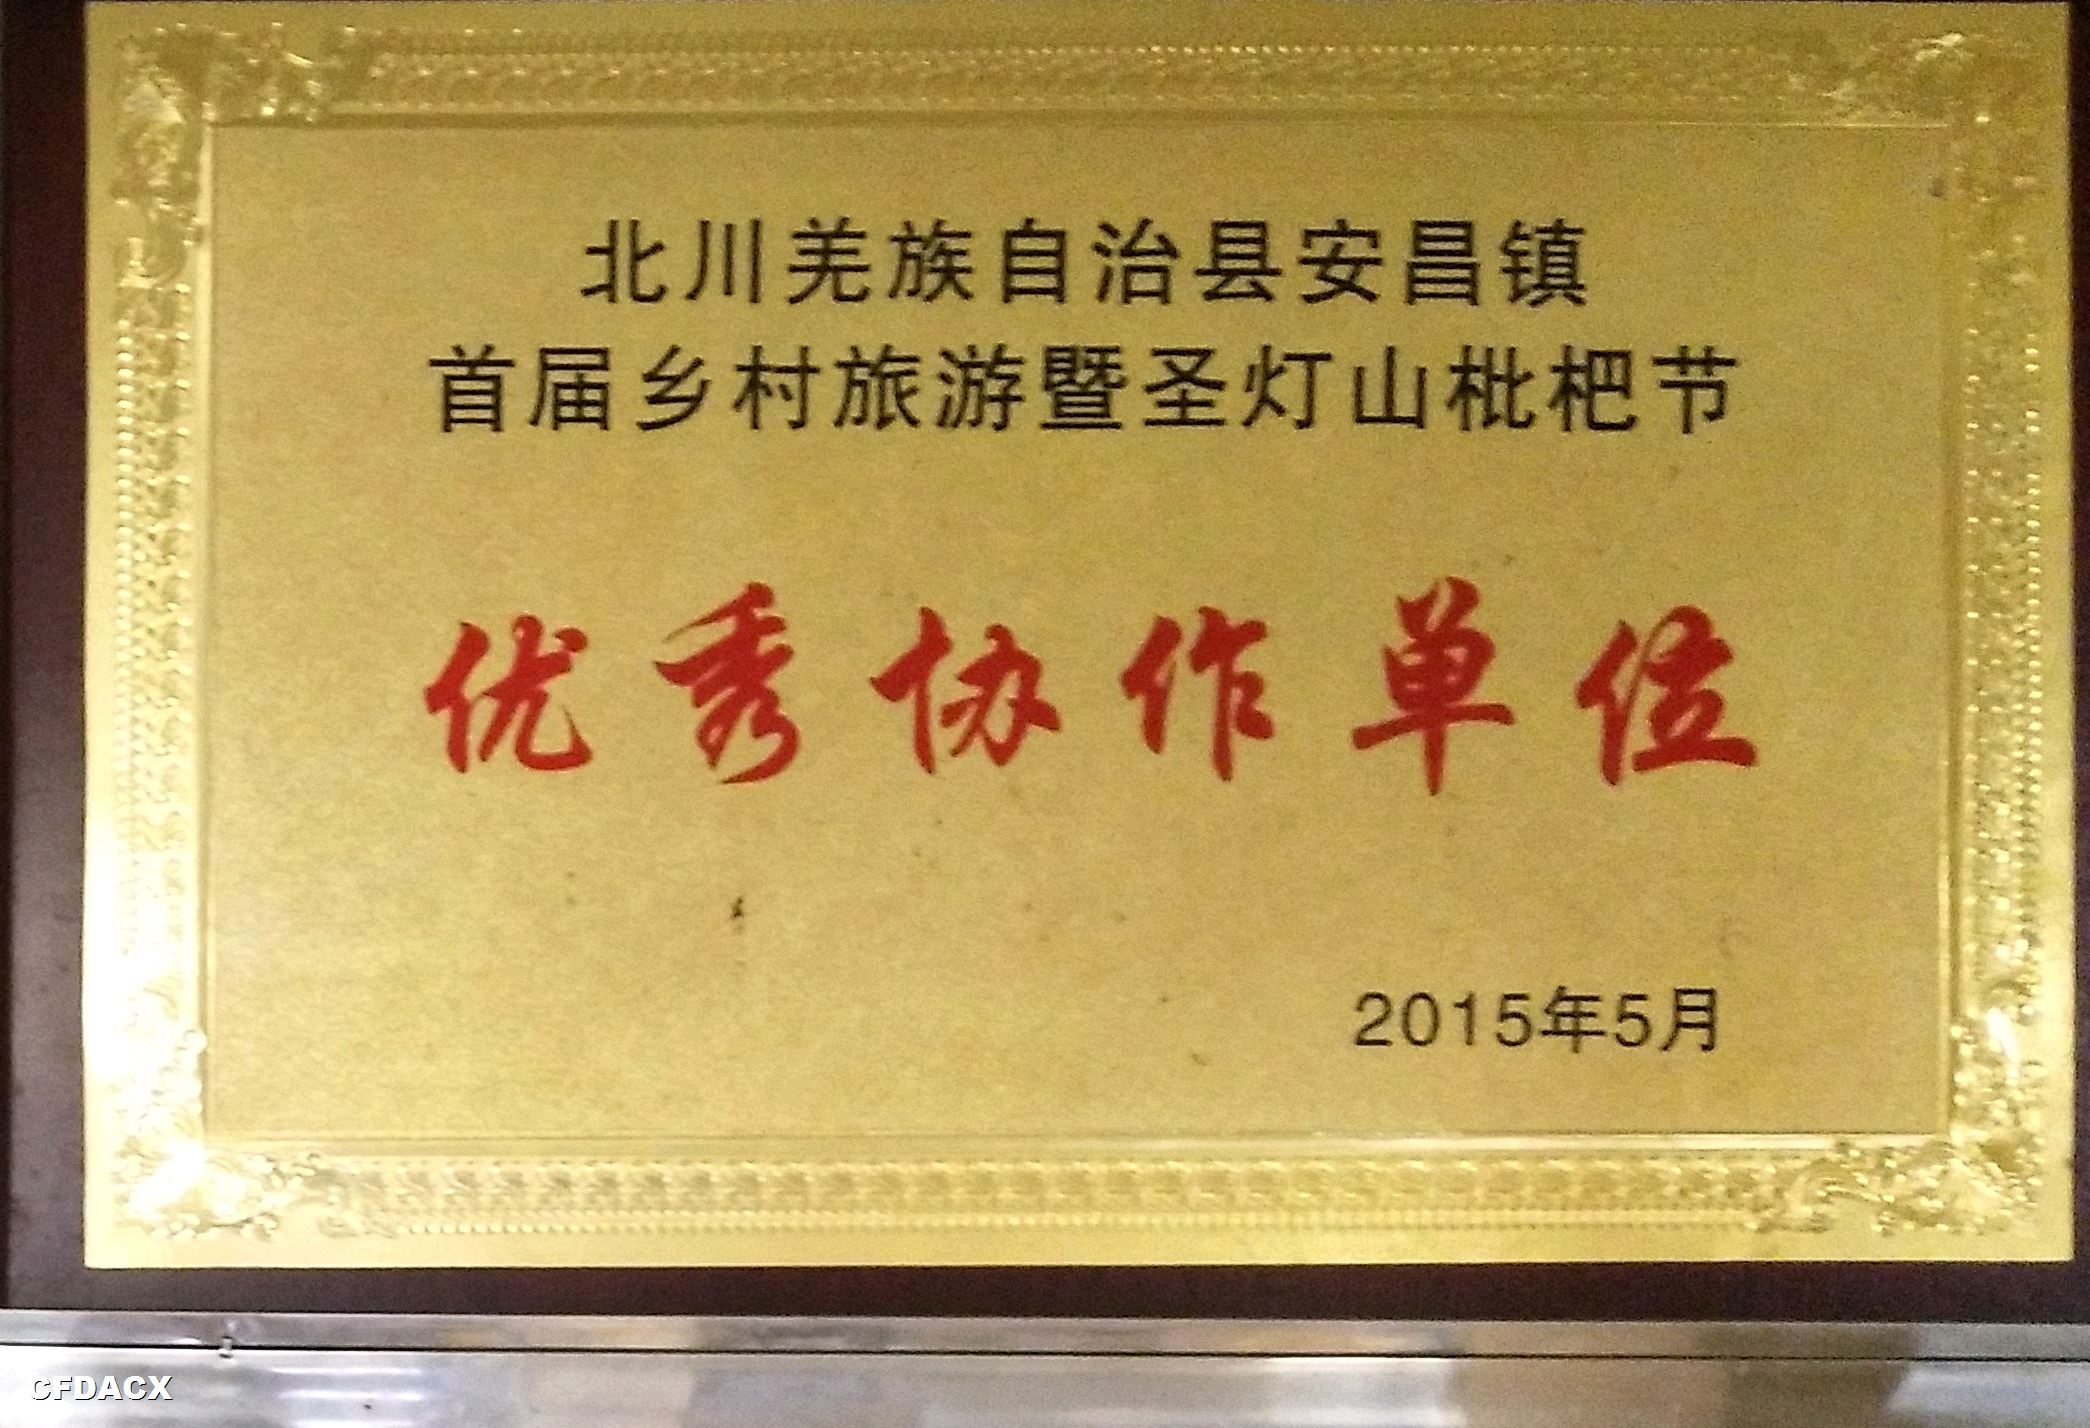 北川羌族自治县安昌镇
首届乡村旅游暨圣灯山枇杷节
优秀协作单位
2015年5月
CFDACX